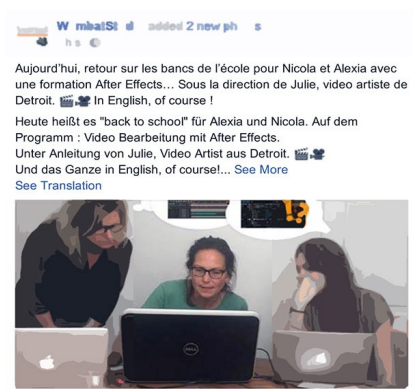 added 2 new
Aujourd'hui, retour sur les bancs de l'école pour Nicola et Alexia avec
une formation After Effects… Sous la direction de Julie, video artiste de
Detroit. 🎬🎥 In English, of course !
Heute heißt es "back to school" für Alexia und Nicola. Auf dem
Programm : Video Bearbeitung mit After Effects.
Unter Anleitung von Julie, Video Artist aus Detroit. 🎬🎥
Und das Ganze in English, of course!... See More
See Translation
!?
DELL